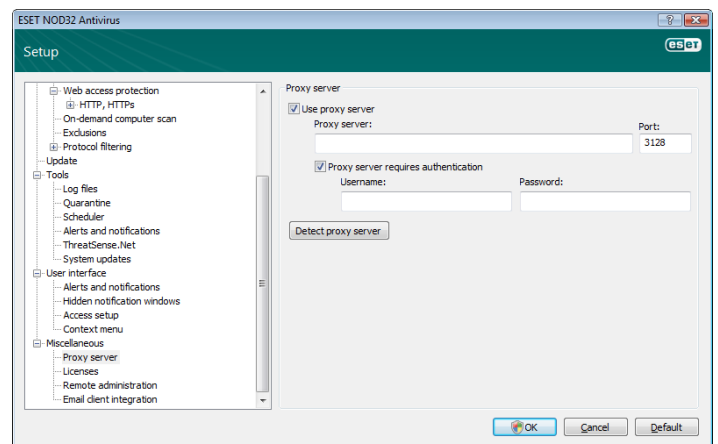 ESET NOD32 Antivirus
Setup
eset
Web access protection
HTTP, HTTPs
On-demand computer scan
Exclusions
Protocol filtering
Update
Tools
Log files
Quarantine
Scheduler
Alerts and notifications
ThreatSense.Net
System updates
User interface
Alerts and notifications
Hidden notification windows
Access setup
Context menu
Miscellaneous
Proxy server
Licenses
Remote administration
Email client integration
Proxy server
Use proxy server
Proxy server: Port:
3128
Proxy server requires authentication
Username: Password:
Detect proxy server
OK Cancel Default